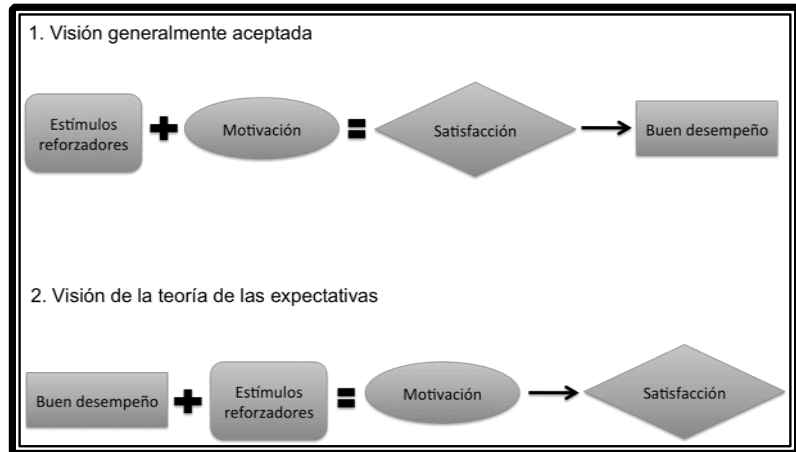 1. Visión generalmente aceptada
Estímulos
reforzadores
Motivación
Satisfacción
Buen desempeño
2. Visión de la teoría de las expectativas
Buen desempeño
Estímulos
reforzadores
Motivación
Satisfacción